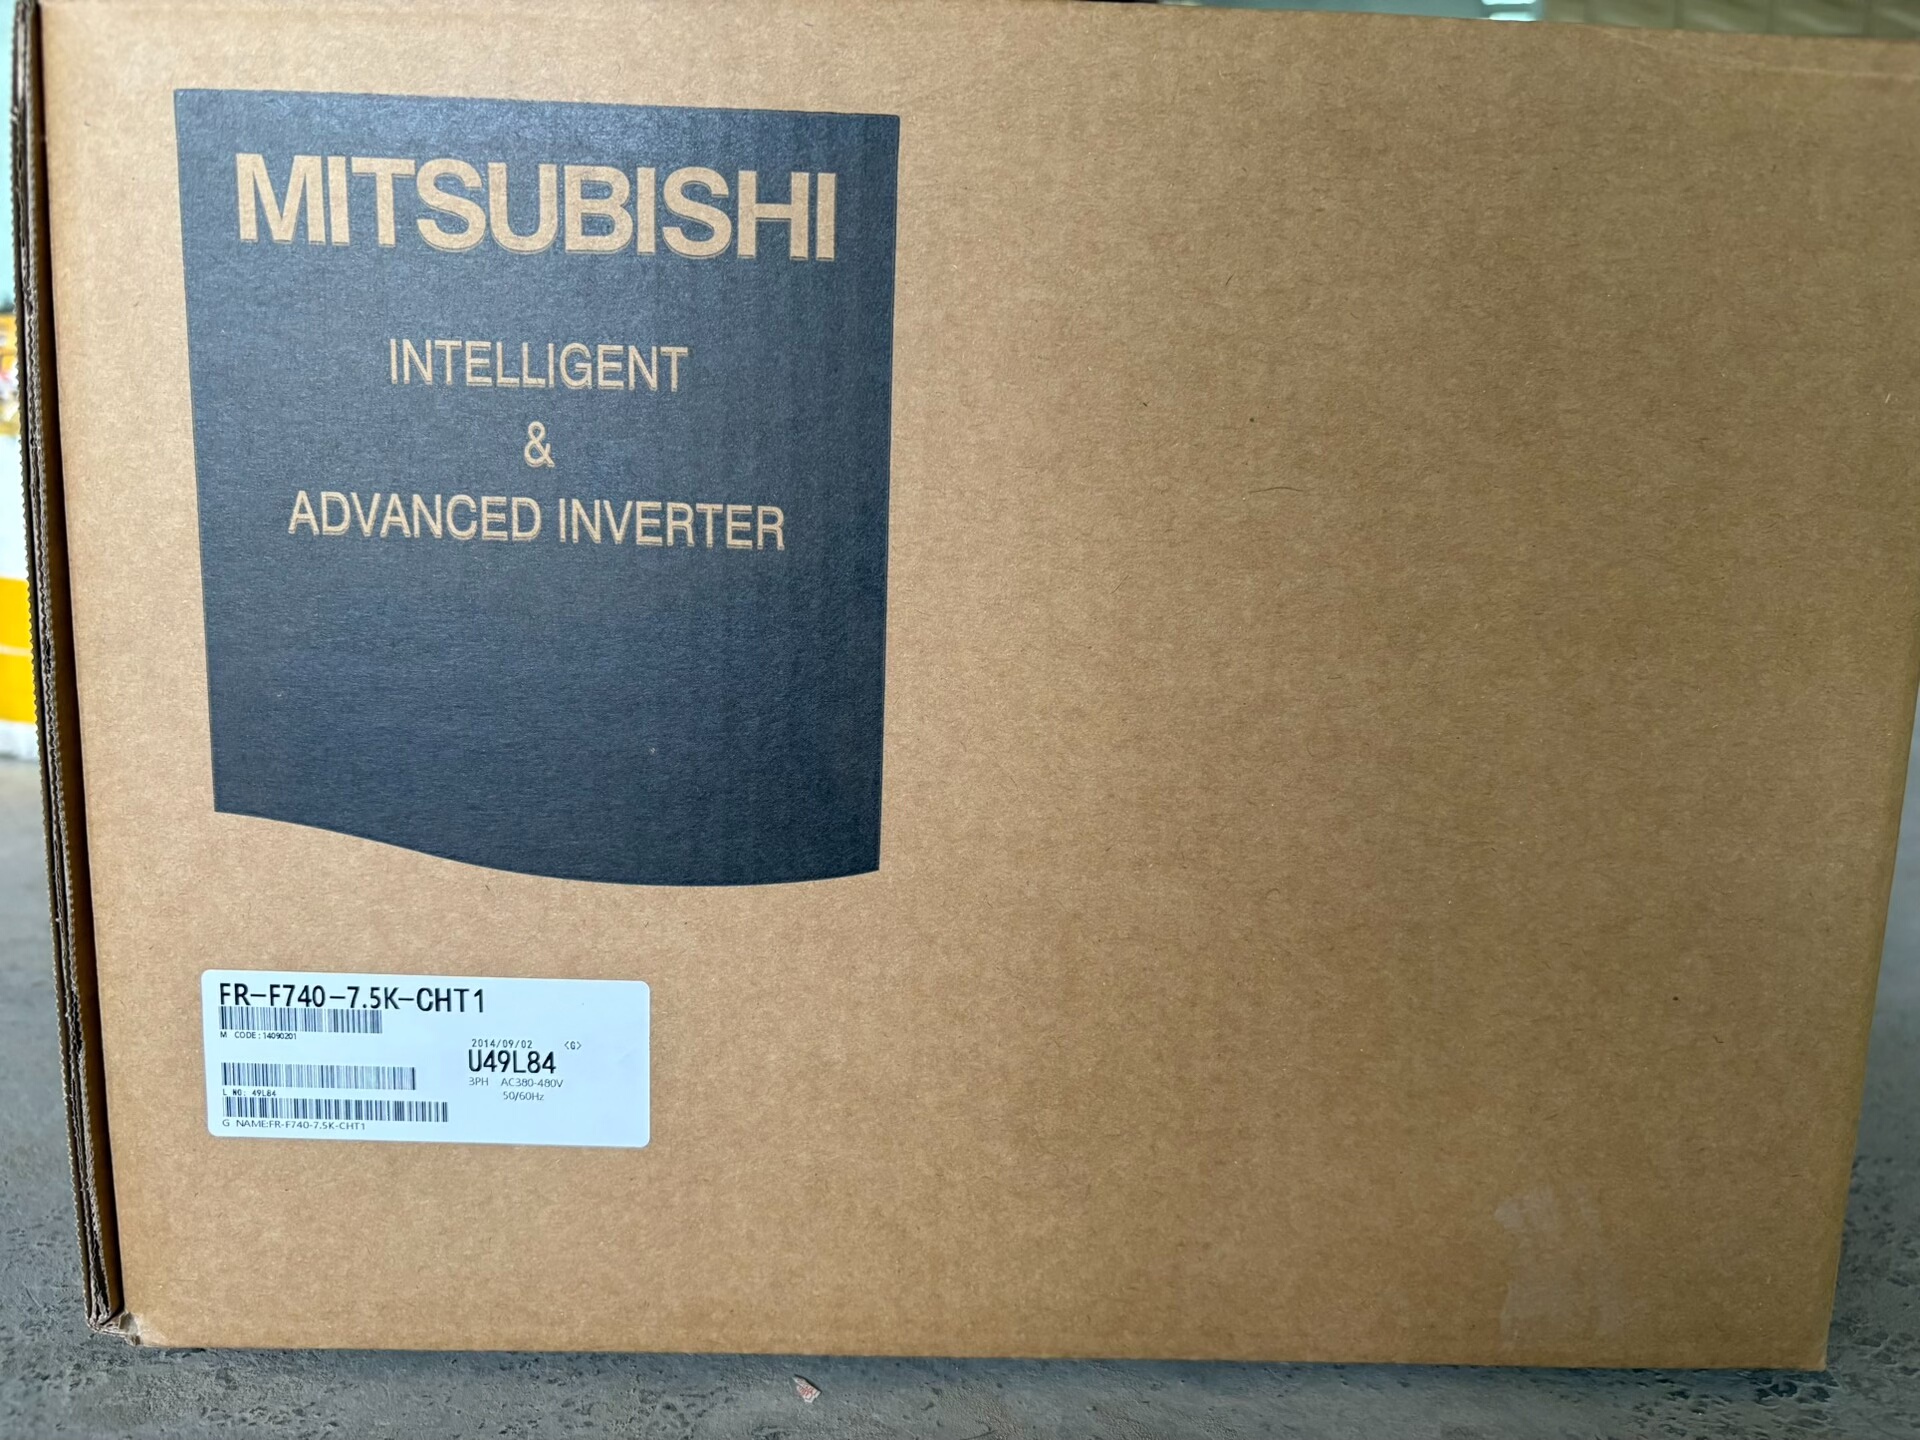 MITSUBISHI
INTELLIGENT
&
ADVANCED INVERTER
FR-F740-7.5K-CHT1
M CODE:14090201
2014/09/02 <G>
U49L84
3PH AC380-480V
50/60Hz
L NO: 49L84
G NAME:FR-F740-7.5K-CHT1